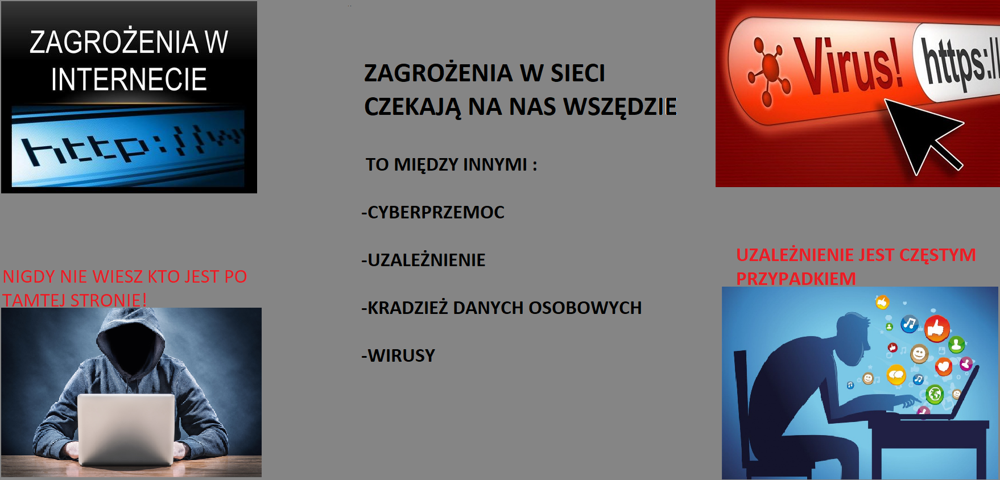 ZAGROŻENIA W
INTERNECIE
http://w
ZAGROŻENIA W SIECI
CZEKAJĄ NA NAS WSZĘDZIE
TO MIĘDZY INNYMI :
-CYBERPRZEMOC
-UZALEŻNIENIE
-KRADZIEŻ DANYCH OSOBOWYCH
-WIRUSY
Virus! https://
NIGDY NIE WIESZ KTO JEST PO
TAMTEJ STRONIE!
UZALEŻNIENIE JEST CZĘSTYM
PRZYPADKIEM